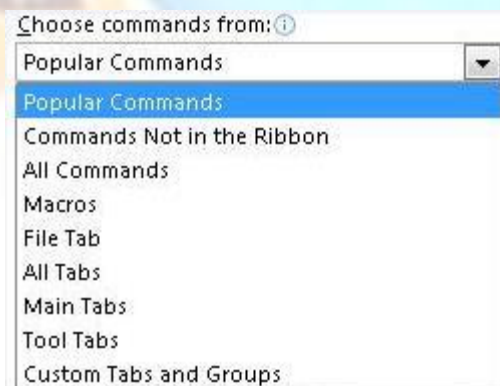 Choose commands from:
Popular Commands
Popular Commands
Commands Not in the Ribbon
All Commands
Macros
File Tab
All Tabs
Main Tabs
Tool Tabs
Custom Tabs and Groups